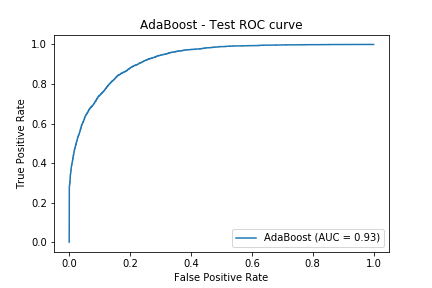 AdaBoost - Test ROC curve
1.0
0.8
0.6
0.4
0.2
0.0
True Positive Rate
AdaBoost (AUC = 0.93)
0.0 0.2 0.4 0.6 0.8 1.0
False Positive Rate